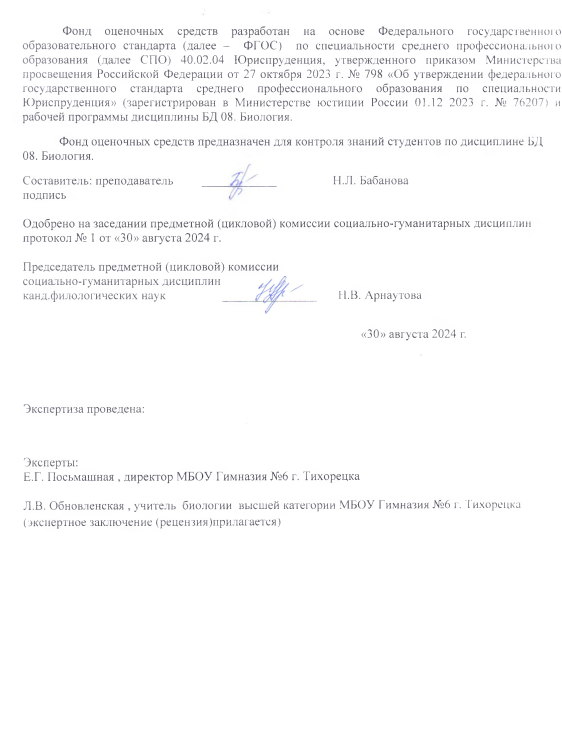 Фонд оценочных средств разработан на основе Федерального государственного
образовательного стандарта (далее – ФГОС) по специальности среднего профессионального
образования (далее СПО) 40.02.04 Юриспруденция, утвержденного приказом Министерства
просвещения Российской Федерации от 27 октября 2023 г. № 798 «Об утверждении федерального
государственного стандарта среднего профессионального образования по специальности
Юриспруденция» (зарегистрирован в Министерстве юстиции России 01.12 2023 г. № 76207) и
рабочей программы дисциплины БД 08. Биология.
Фонд оценочных средств предназначен для контроля знаний студентов по дисциплине БД
08. Биология.
Составитель: преподаватель Н.Л. Бабанова
подпись
Одобрено на заседании предметной (цикловой) комиссии социально-гуманитарных дисциплин
протокол № 1 от «30» августа 2024 г.
Председатель предметной (цикловой) комиссии
социально-гуманитарных дисциплин
канд.филологических наук Н.В. Арнаутова
«30» августа 2024 г.
Экспертиза проведена:
Эксперты:
Е.Г. Посьмашная , директор МБОУ Гимназия №6 г. Тихорецка
Л.В. Обновленская , учитель биологии высшей категории МБОУ Гимназия №6 г. Тихорецка
(экспертное заключение (рецензия)прилагается)